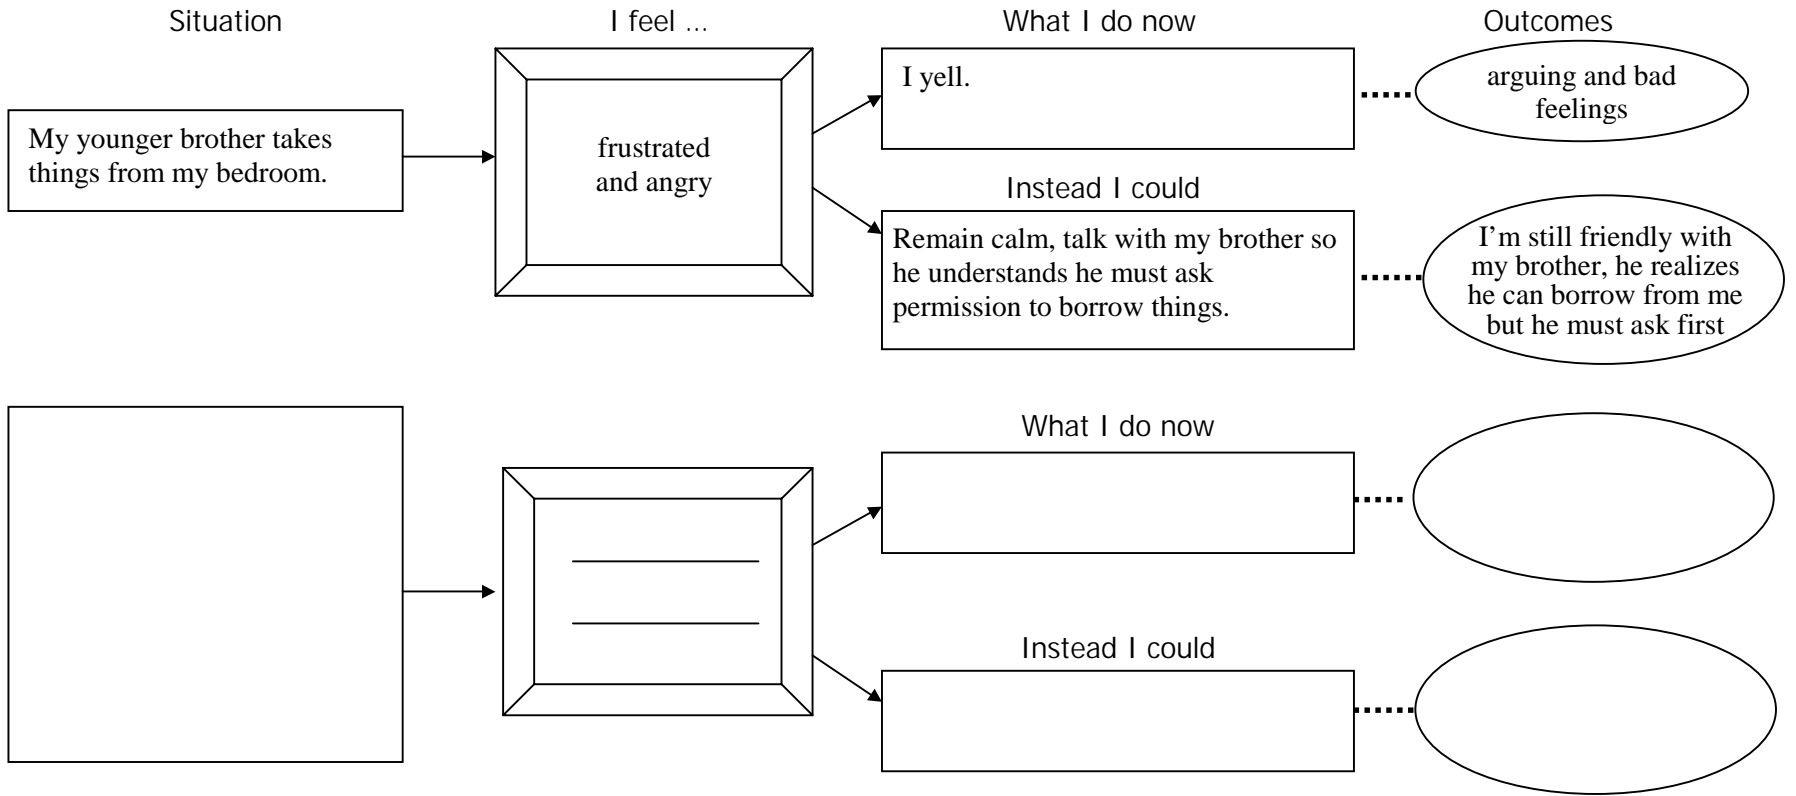 Situation
I feel ...
What I do now
Outcomes
My younger brother takes
things from my bedroom.
frustrated
and angry
I yell.
arguing and bad
feelings
Instead I could
Remain calm, talk with my brother so
he understands he must ask
permission to borrow things.
I’m still friendly with
my brother, he realizes
he can borrow from me
but he must ask first
What I do now
Instead I could